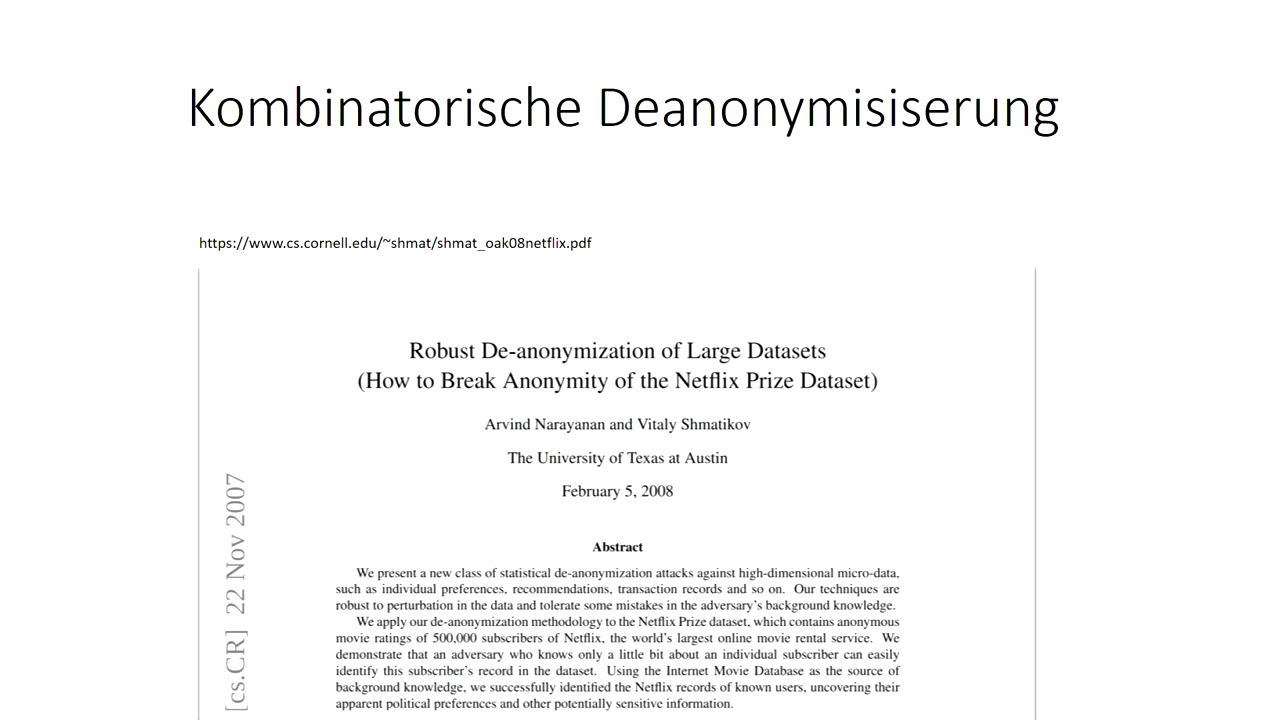 Kombinatorische Deanonymisiserung
https://www.cs.cornell.edu/~shmat/shmat_oak08netflix.pdf
Robust De-anonymization of Large Datasets
(How to Break Anonymity of the Netflix Prize Dataset)
Arvind Narayanan and Vitaly Shmatikov
The University of Texas at Austin
February 5, 2008
[cs.CR] 22 Nov 2007
Abstract
We present a new class of statistical de-anonymization attacks against high-dimensional micro-data,
such as individual preferences, recommendations, transaction records and so on. Our techniques are
robust to perturbation in the data and tolerate some mistakes in the adversary's background knowledge.
We apply our de-anonymization methodology to the Netflix Prize dataset, which contains anonymous
movie ratings of 500,000 subscribers of Netflix, the world's largest online movie rental service. We
demonstrate that an adversary who knows only a little bit about an individual subscriber can easily
identify this subscriber's record in the dataset. Using the Internet Movie Database as the source of
background knowledge, we successfully identified the Netflix records of known users, uncovering their
apparent political preferences and other potentially sensitive information.